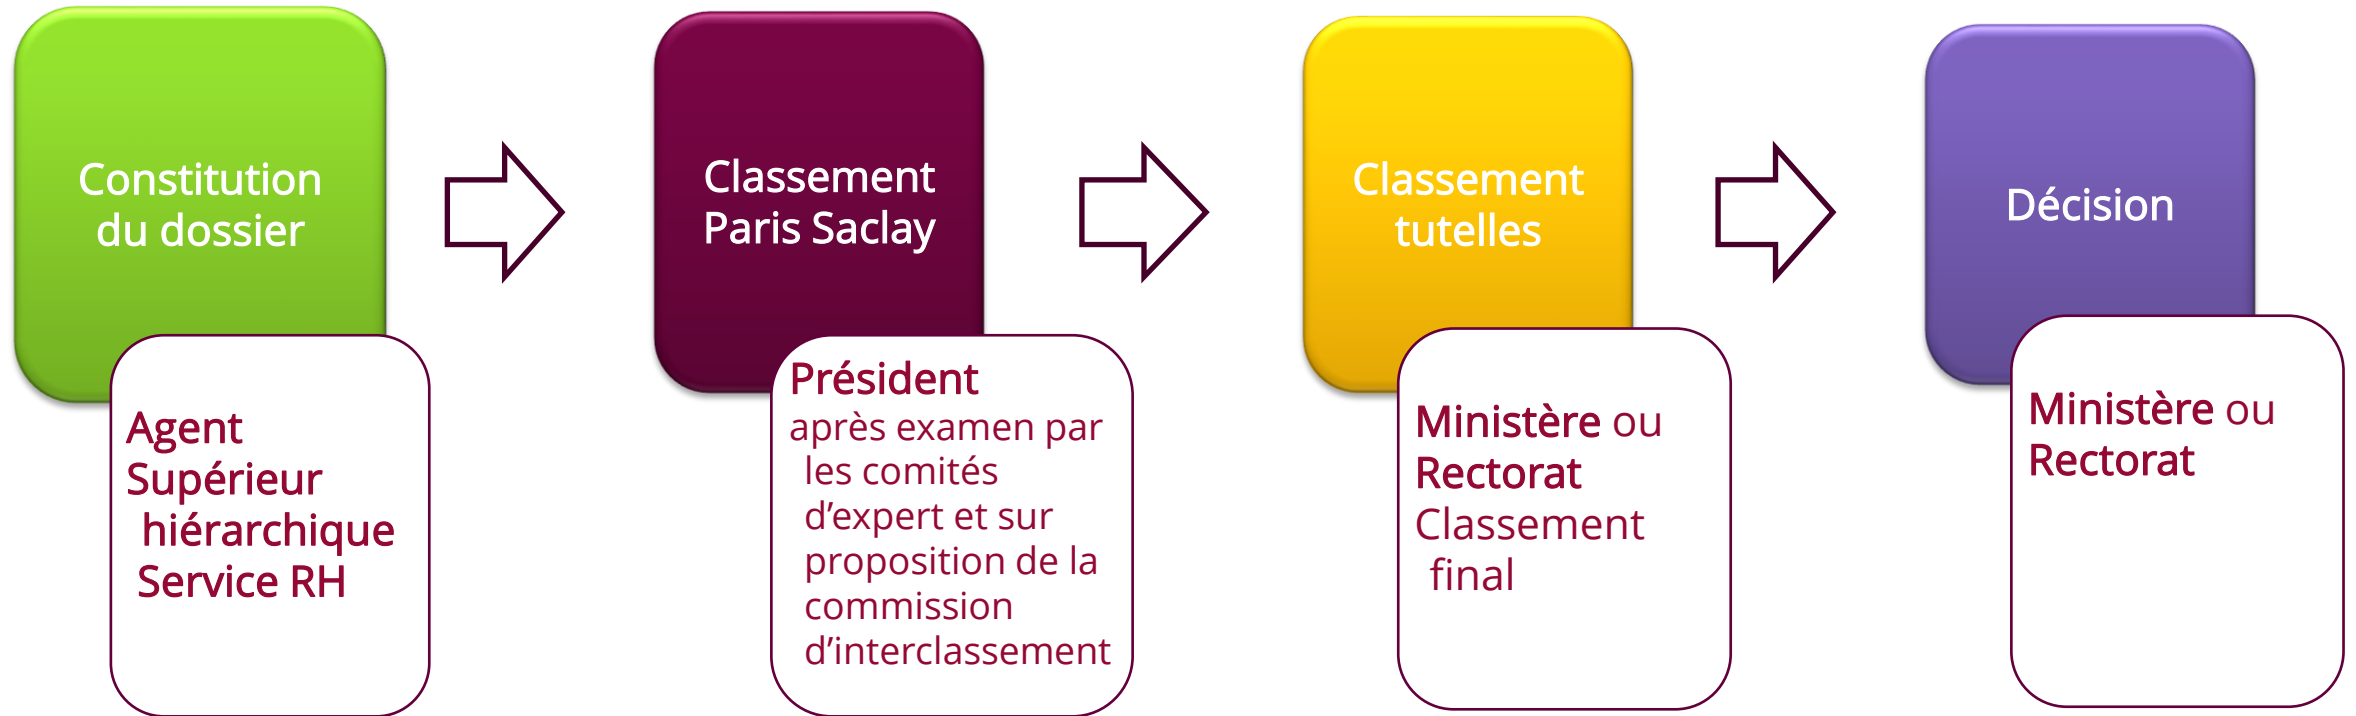 Constitution
du dossier
Agent
Supérieur
hiérarchique
Service RH
Classement
Paris Saclay
Président
après examen par
les comités
d’expert et sur
proposition de la
commission
d’interclassement
Classement
tutelles
Ministère ou
Rectorat
Classement
final
Décision
Ministère ou
Rectorat